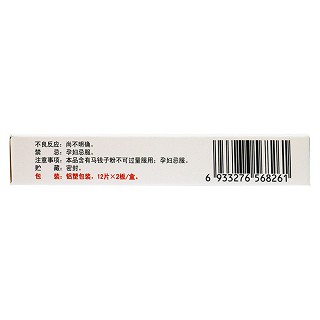 不良反应：尚不明确。
禁　忌：孕妇忌服。
注意事项：本品含有马钱子粉不可过量服用；孕妇忌服。
贮　藏：密封。
包　装：铝塑包装。12片×2板/盒。
6 933276 568261